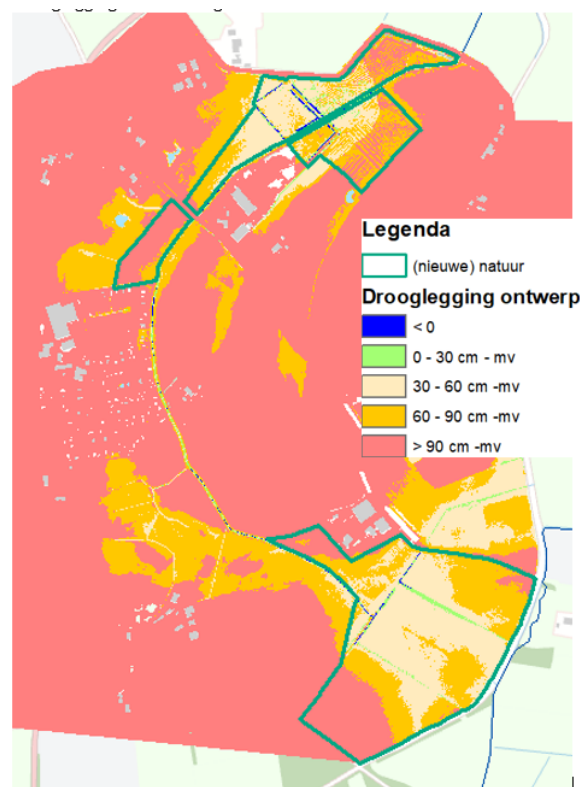 Legenda
(nieuwe) natuur
Drooglegging ontwerp
< 0
0 - 30 cm - mv
30 - 60 cm -mv
60 - 90 cm -mv
> 90 cm -mv